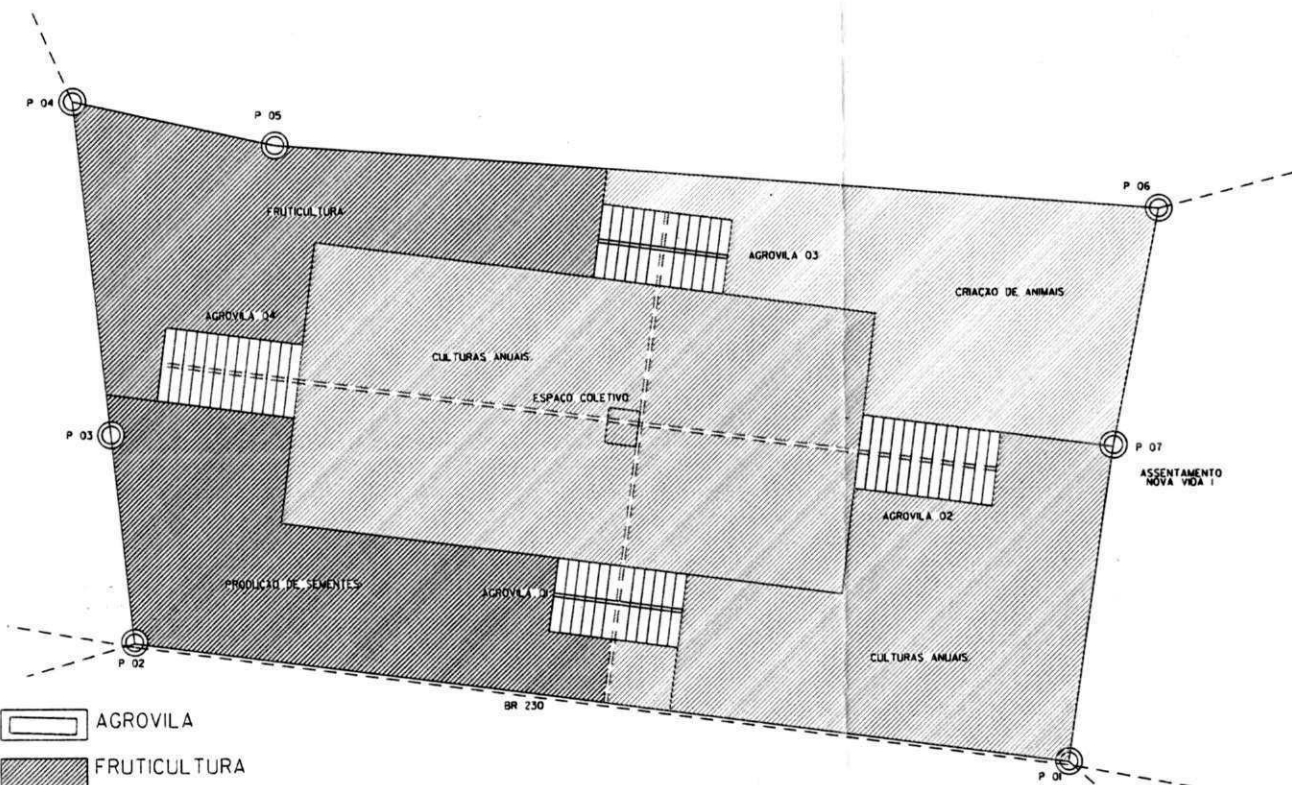 P 04
P 05
P 06
FRUTICULTURA
AGROVILA 03
CRIAÇÃO DE ANIMAIS
AGROVILA 04
CULTURAS ANUAIS.
ESPAÇO COLETIVO
P 03
P 07
ASSENTAMENTO
NOVA VIDA I
AGROVILA 02
PRODUÇÃO DE SEMENTES
AGROVILA 01
P 02
CULTURAS ANUAIS.
BR 230
P 01
AGROVILA
FRUTICULTURA